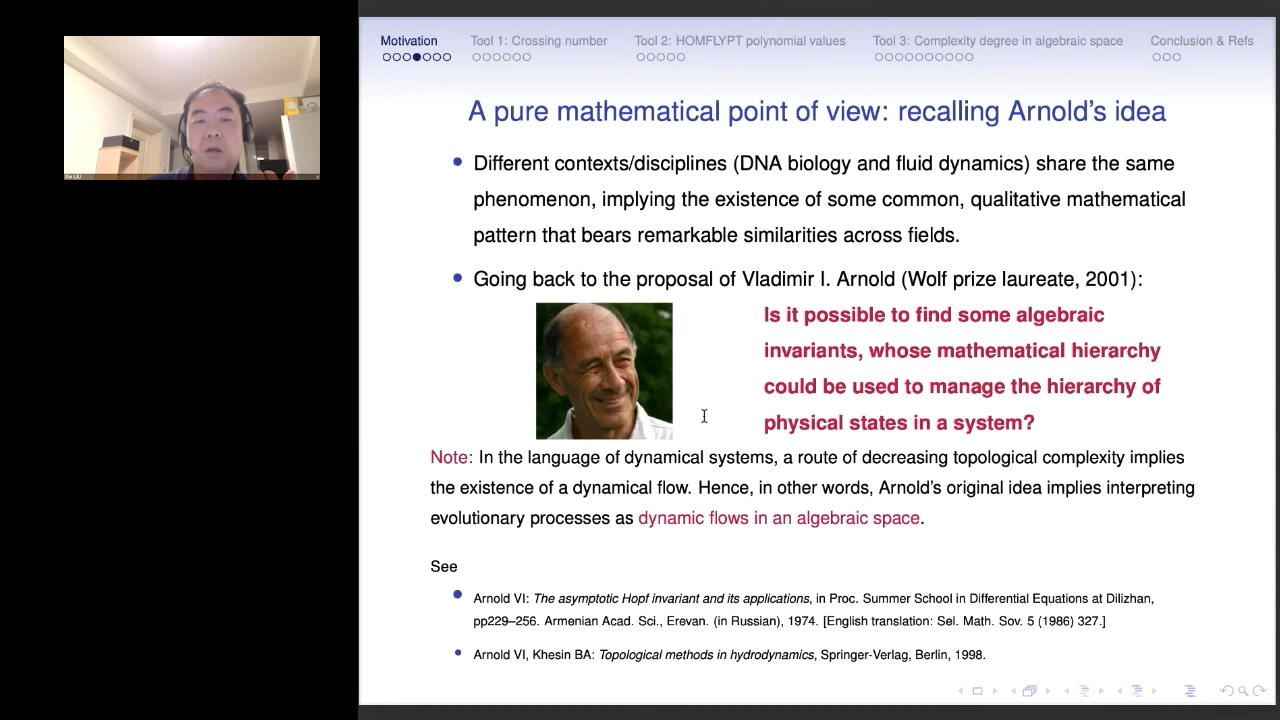 Motivation
Tool 1: Crossing number
Tool 2: HOMFLYPT polynomial values
Tool 3: Complexity degree in algebraic space
Conclusion & Refs
A pure mathematical point of view: recalling Arnold's idea
Different contexts/disciplines (DNA biology and fluid dynamics) share the same
phenomenon, implying the existence of some common, qualitative mathematical
pattern that bears remarkable similarities across fields.
Going back to the proposal of Vladimir I. Arnold (Wolf prize laureate, 2001):
Is it possible to find some algebraic
invariants, whose mathematical hierarchy
could be used to manage the hierarchy of
physical states in a system?
Note: In the language of dynamical systems, a route of decreasing topological complexity implies
the existence of a dynamical flow. Hence, in other words, Arnold's original idea implies interpreting
evolutionary processes as dynamic flows in an algebraic space.
See
Arnold VI: The asymptotic Hopf invariant and its applications, in Proc. Summer School in Differential Equations at Dilizhan,
pp229–256. Armenian Acad. Sci., Erevan. (in Russian), 1974. [English translation: Sel. Math. Sov. 5 (1986) 327.]
Arnold VI, Khesin BA: Topological methods in hydrodynamics, Springer-Verlag, Berlin, 1998.